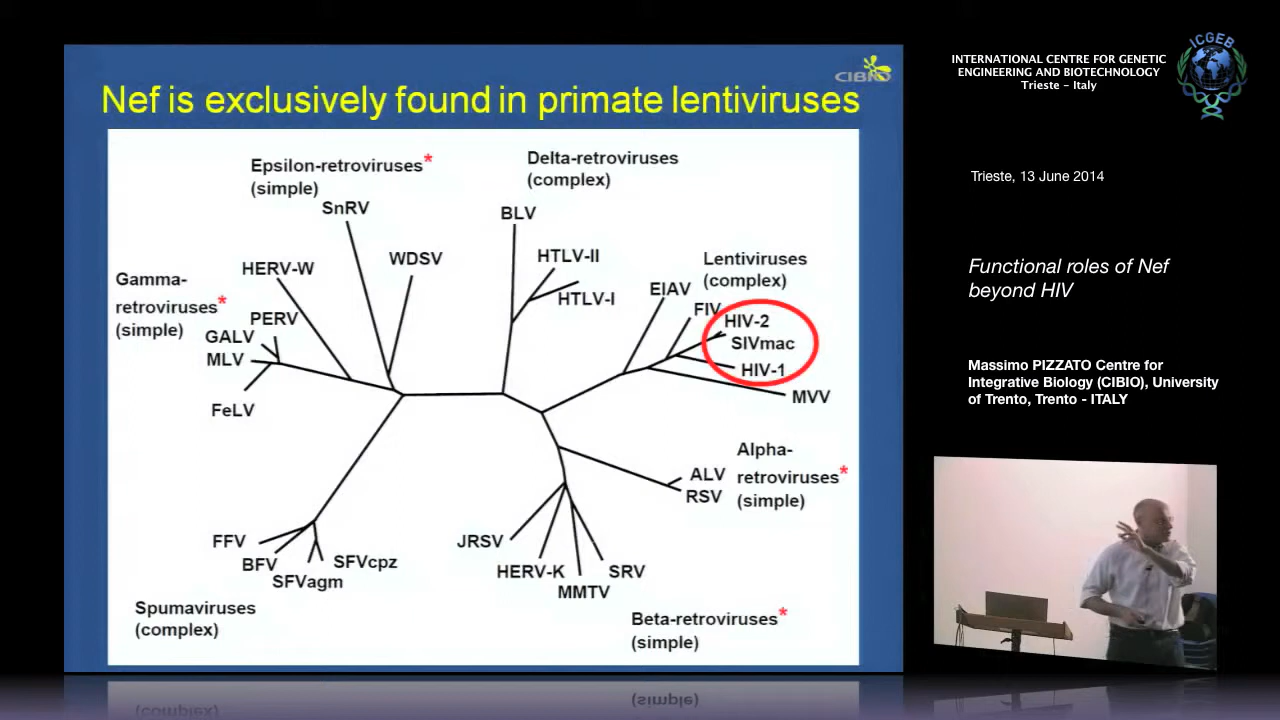 CIBIO
Nef is exclusively found in primate lentiviruses
Epsilon-retroviruses*
(simple)
SnRV
WDSV
HERV-W
Gamma-
retroviruses*
(simple)
PERV
GALV
MLV
FeLV
Delta-retroviruses
(complex)
BLV
HTLV-II
HTLV-I
Lentiviruses
(complex)
EIAV
FIV
HIV-2
SIVmac
HIV-1
MVV
Alpha-
retroviruses*
(simple)
ALV
RSV
JRSV
HERV-K
MMTV
SRV
Beta-retroviruses*
(simple)
FFV
BFV
SFVagm
SFVcpz
Spumaviruses
(complex)
INTERNATIONAL CENTRE FOR GENETIC
ENGINEERING AND BIOTECHNOLOGY
Trieste - Italy
ICGEB
Trieste, 13 June 2014
Functional roles of Nef
beyond HIV
Massimo PIZZATO Centre for
Integrative Biology (CIBIO), University
of Trento, Trento - ITALY